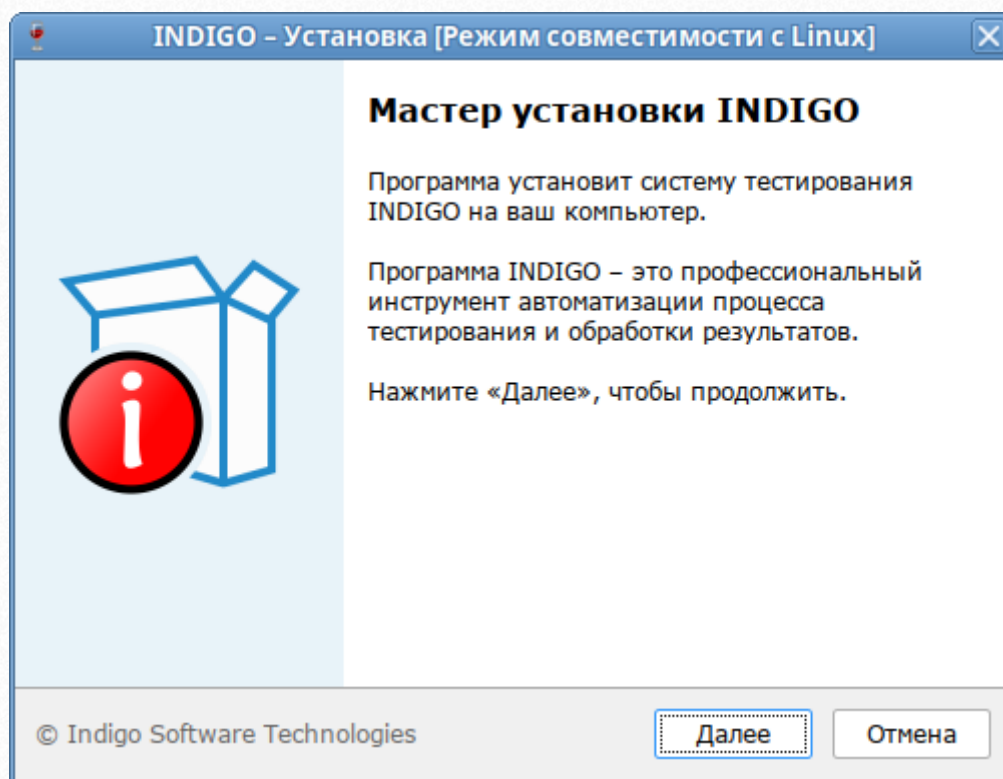 INDIGO – Установка [Режим совместимости с Linux]
Мастер установки INDIGO
Программа установит систему тестирования
INDIGO на ваш компьютер.
Программа INDIGO – это профессиональный
инструмент автоматизации процесса
тестирования и обработки результатов.
Нажмите «Далее», чтобы продолжить.
i
© Indigo Software Technologies
Далее
Отмена